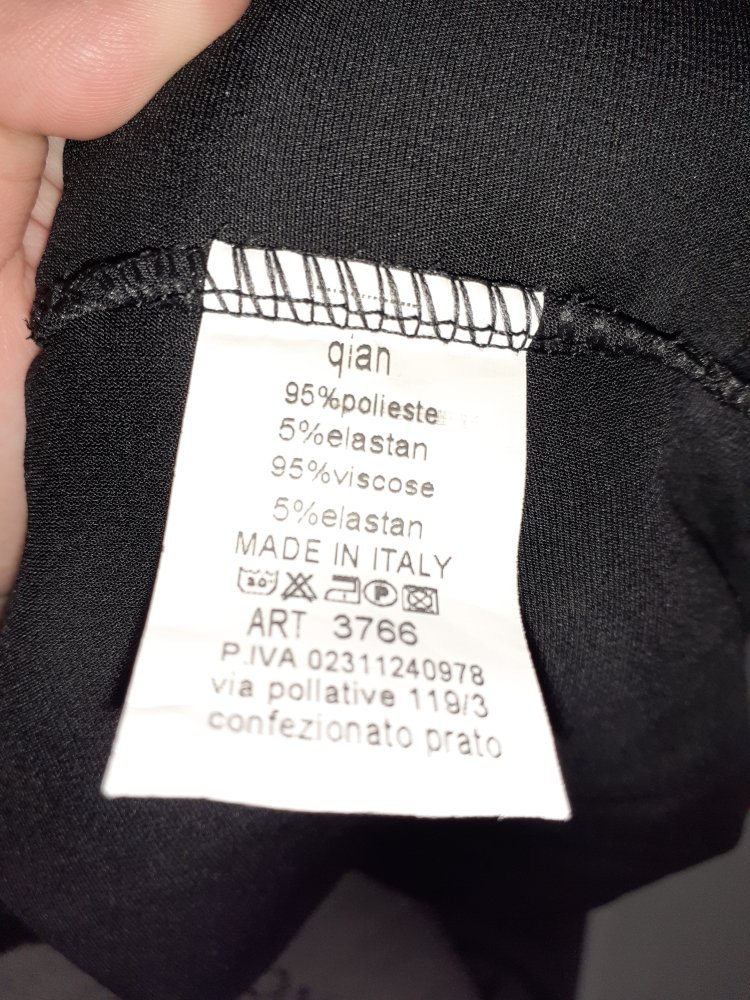 qian
95%polieste
5%elastan
95%viscose
5%elastan
MADE IN ITALY
30 P
ART 3766
P.IVA 02311240978
via pollative 119/3
confezionato prato